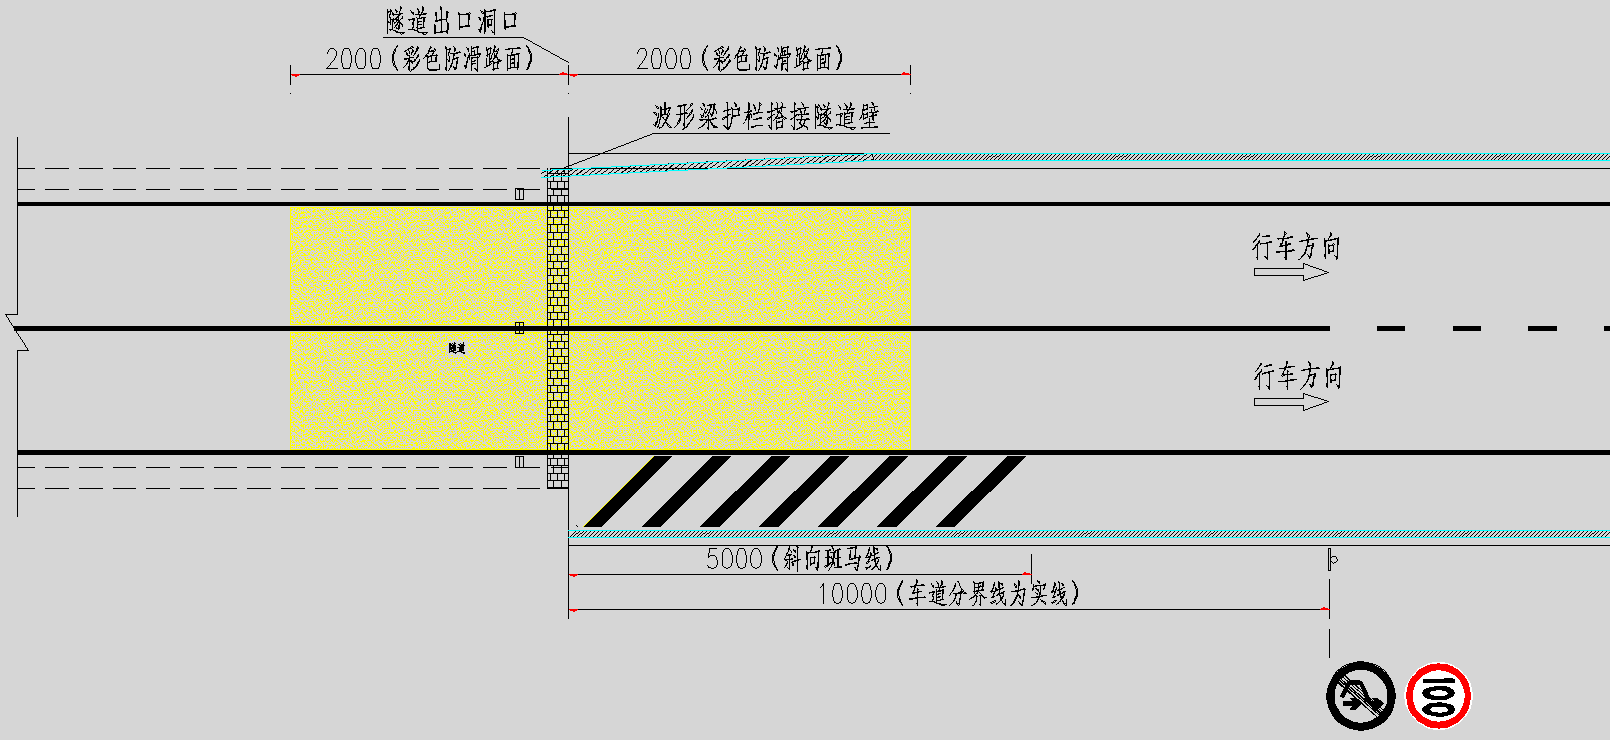 隧道出口洞口
2000（彩色防滑路面）
2000（彩色防滑路面）
波形梁护栏搭接隧道壁
行车方向
隧道
行车方向
5000（斜向斑马线）
10000（车道分界线为实线）
100